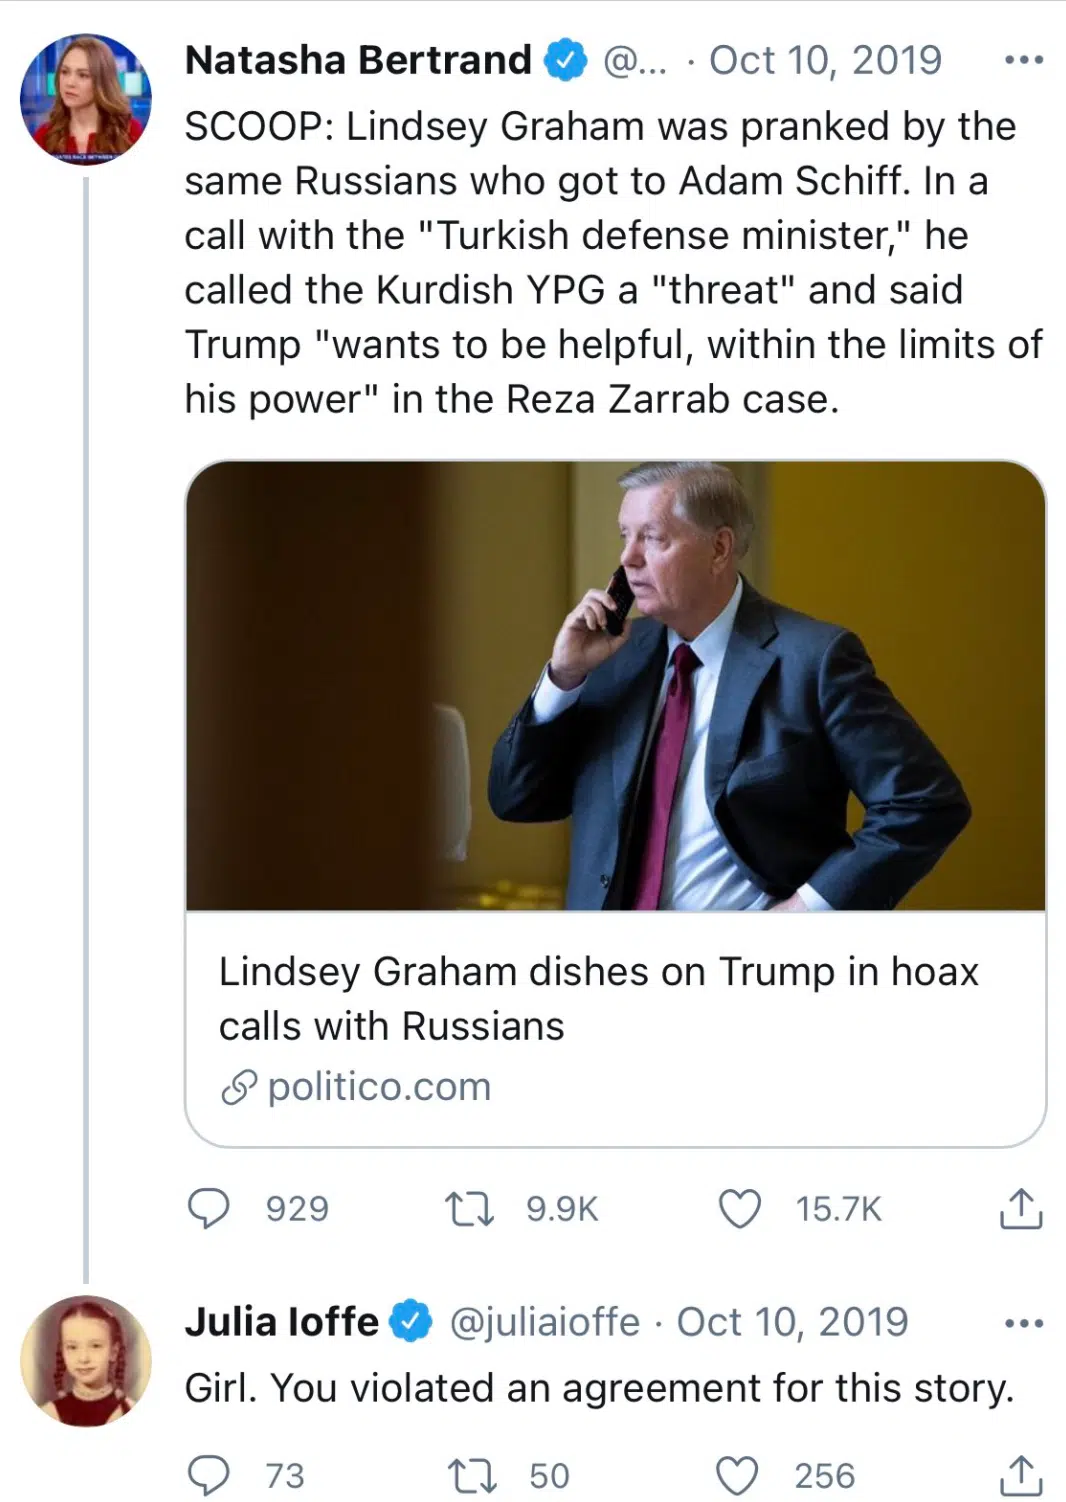 Natasha Bertrand @... · Oct 10, 2019
SCOOP: Lindsey Graham was pranked by the
same Russians who got to Adam Schiff. In a
call with the "Turkish defense minister," he
called the Kurdish YPG a "threat" and said
Trump "wants to be helpful, within the limits of
his power" in the Reza Zarrab case.
Lindsey Graham dishes on Trump in hoax
calls with Russians
politico.com
929 9.9K 15.7K
Julia Ioffe @juliaioffe · Oct 10, 2019
Girl. You violated an agreement for this story.
73 50 256